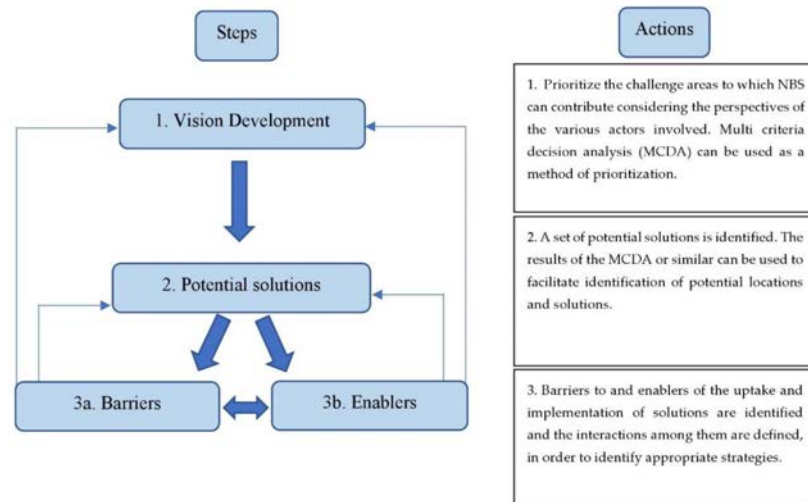 Steps
1. Vision Development
2. Potential solutions
3a. Barriers
3b. Enablers
Actions
1. Prioritize the challenge areas to which NBS
can contribute considering the perspectives of
the various actors involved. Multi criteria
decision analysis (MCDA) can be used as a
method of prioritization.
2. A set of potential solutions is identified. The
results of the MCDA or similar can be used to
facilitate identification of potential locations
and solutions.
3. Barriers to and enablers of the uptake and
implementation of solutions are identified
and the interactions among them are defined,
in order to identify appropriate strategies.